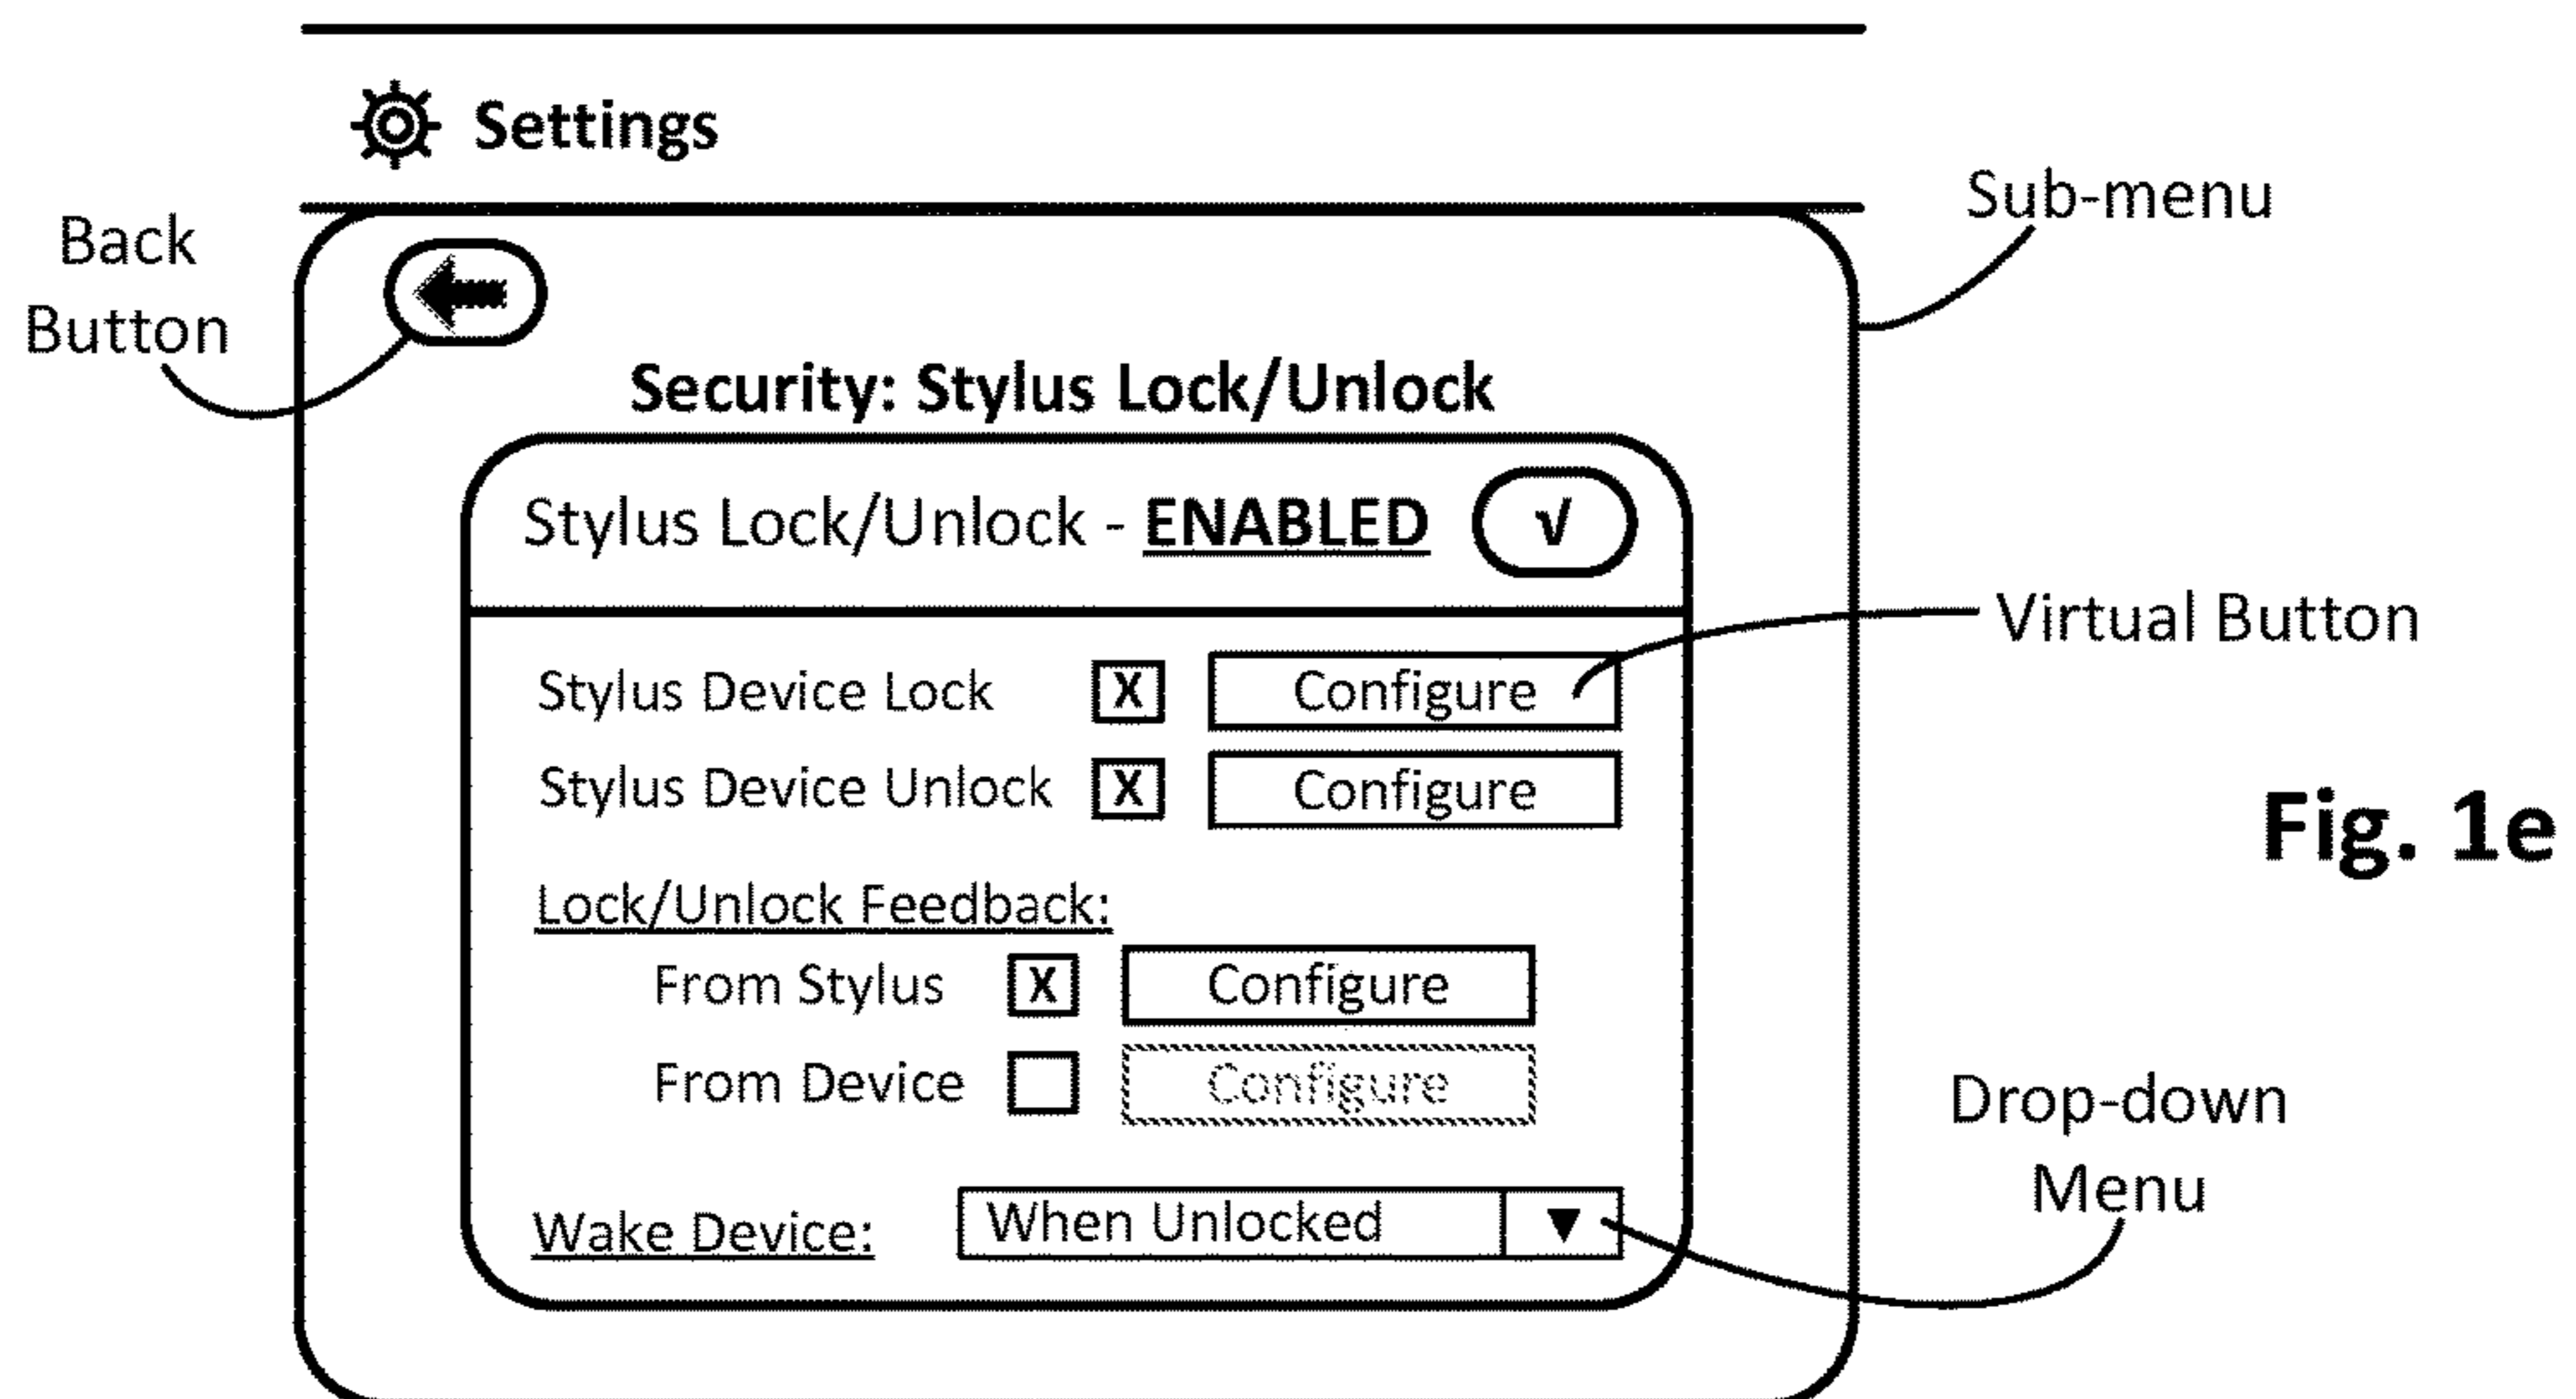 Settings
Sub-menu
Back
Button
Security: Stylus Lock/Unlock
Stylus Lock/Unlock - ENABLED √
Virtual Button
Stylus Device Lock X Configure
Stylus Device Unlock X Configure
Fig. 1e
Lock/Unlock Feedback:
From Stylus X Configure
From Device Configure
Drop-down
Menu
Wake Device: When Unlocked ▼